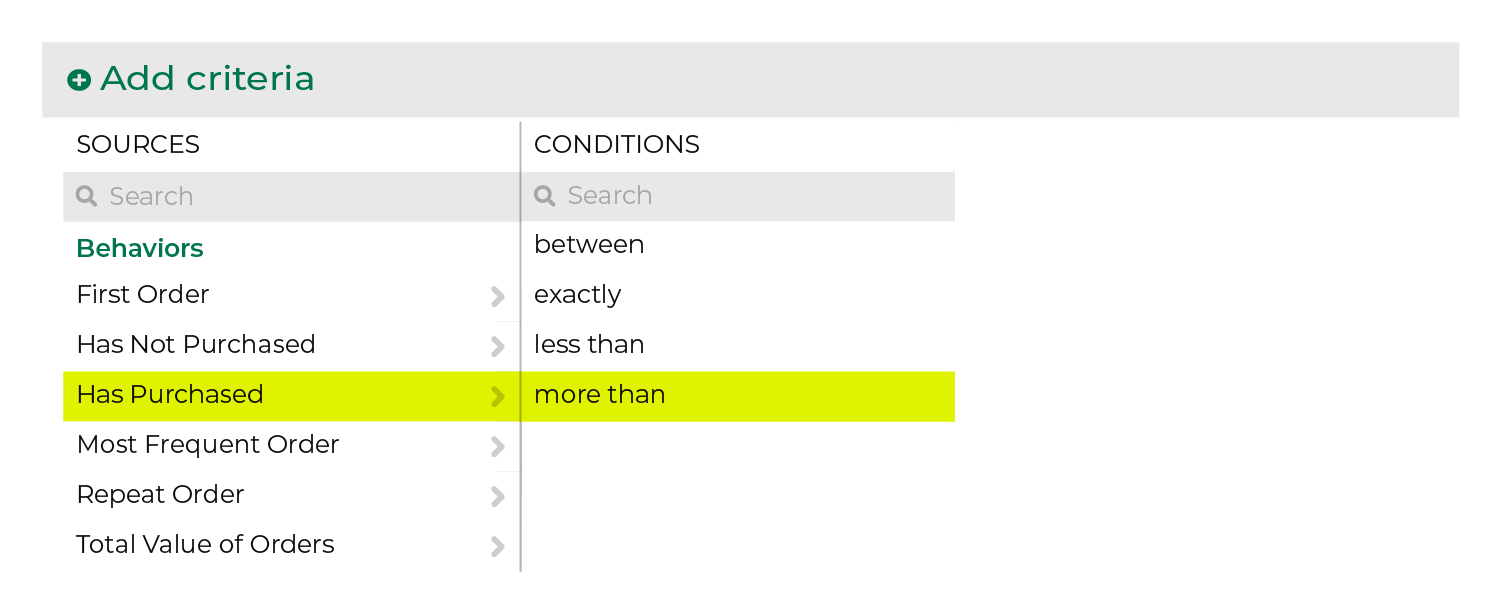 Add criteria
SOURCES
Search
Behaviors
First Order
Has Not Purchased
Has Purchased
Most Frequent Order
Repeat Order
Total Value of Orders
CONDITIONS
Search
between
exactly
less than
more than